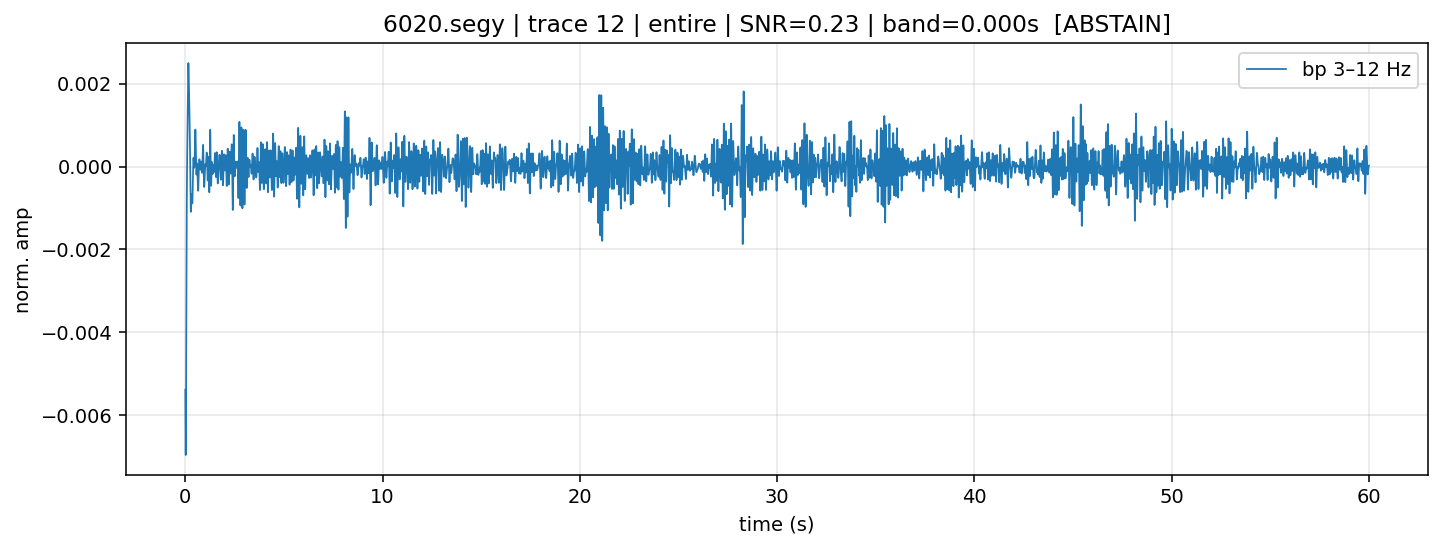 6020.segy | trace 12 | entire | SNR=0.23 | band=0.000s  [ABSTAIN]
bp 3–12 Hz
norm. amp
0.002
0.000
−0.002
−0.004
−0.006
0 10 20 30 40 50 60
time (s)